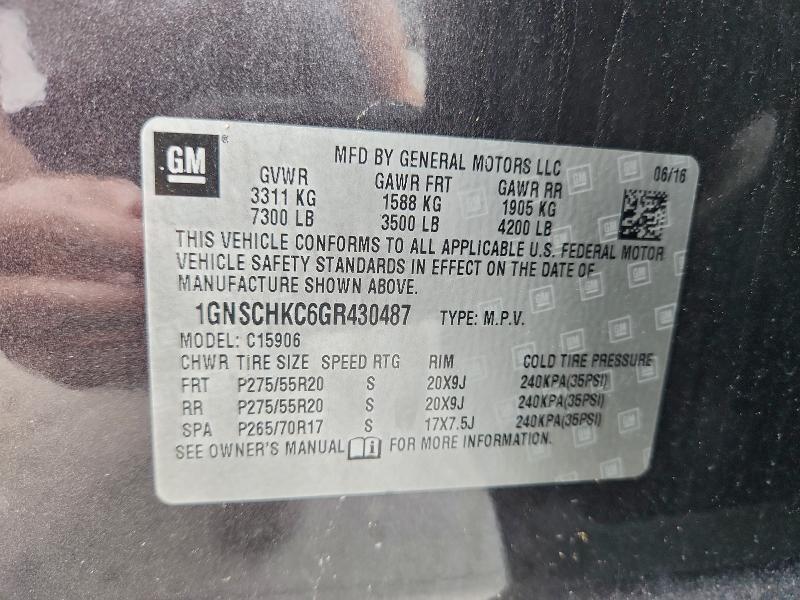 GM
MFD BY GENERAL MOTORS LLC 06/16
GVWR GAWR FRT GAWR RR
3311 KG 1588 KG 1905 KG
7300 LB 3500 LB 4200 LB
THIS VEHICLE CONFORMS TO ALL APPLICABLE U.S. FEDERAL MOTOR
VEHICLE SAFETY STANDARDS IN EFFECT ON THE DATE OF
MANUFACTURE SHOWN ABOVE.
1GNSCHKC6GR430487 TYPE: M.P.V.
MODEL: C15906
CHWR TIRE SIZE SPEED RTG RIM COLD TIRE PRESSURE
FRT P275/55R20 S 20X9J 240KPA(35PSI)
RR P275/55R20 S 20X9J 240KPA(35PSI)
SPA P265/70R17 S 17X7.5J 240KPA(35PSI)
SEE OWNER'S MANUAL FOR MORE INFORMATION.